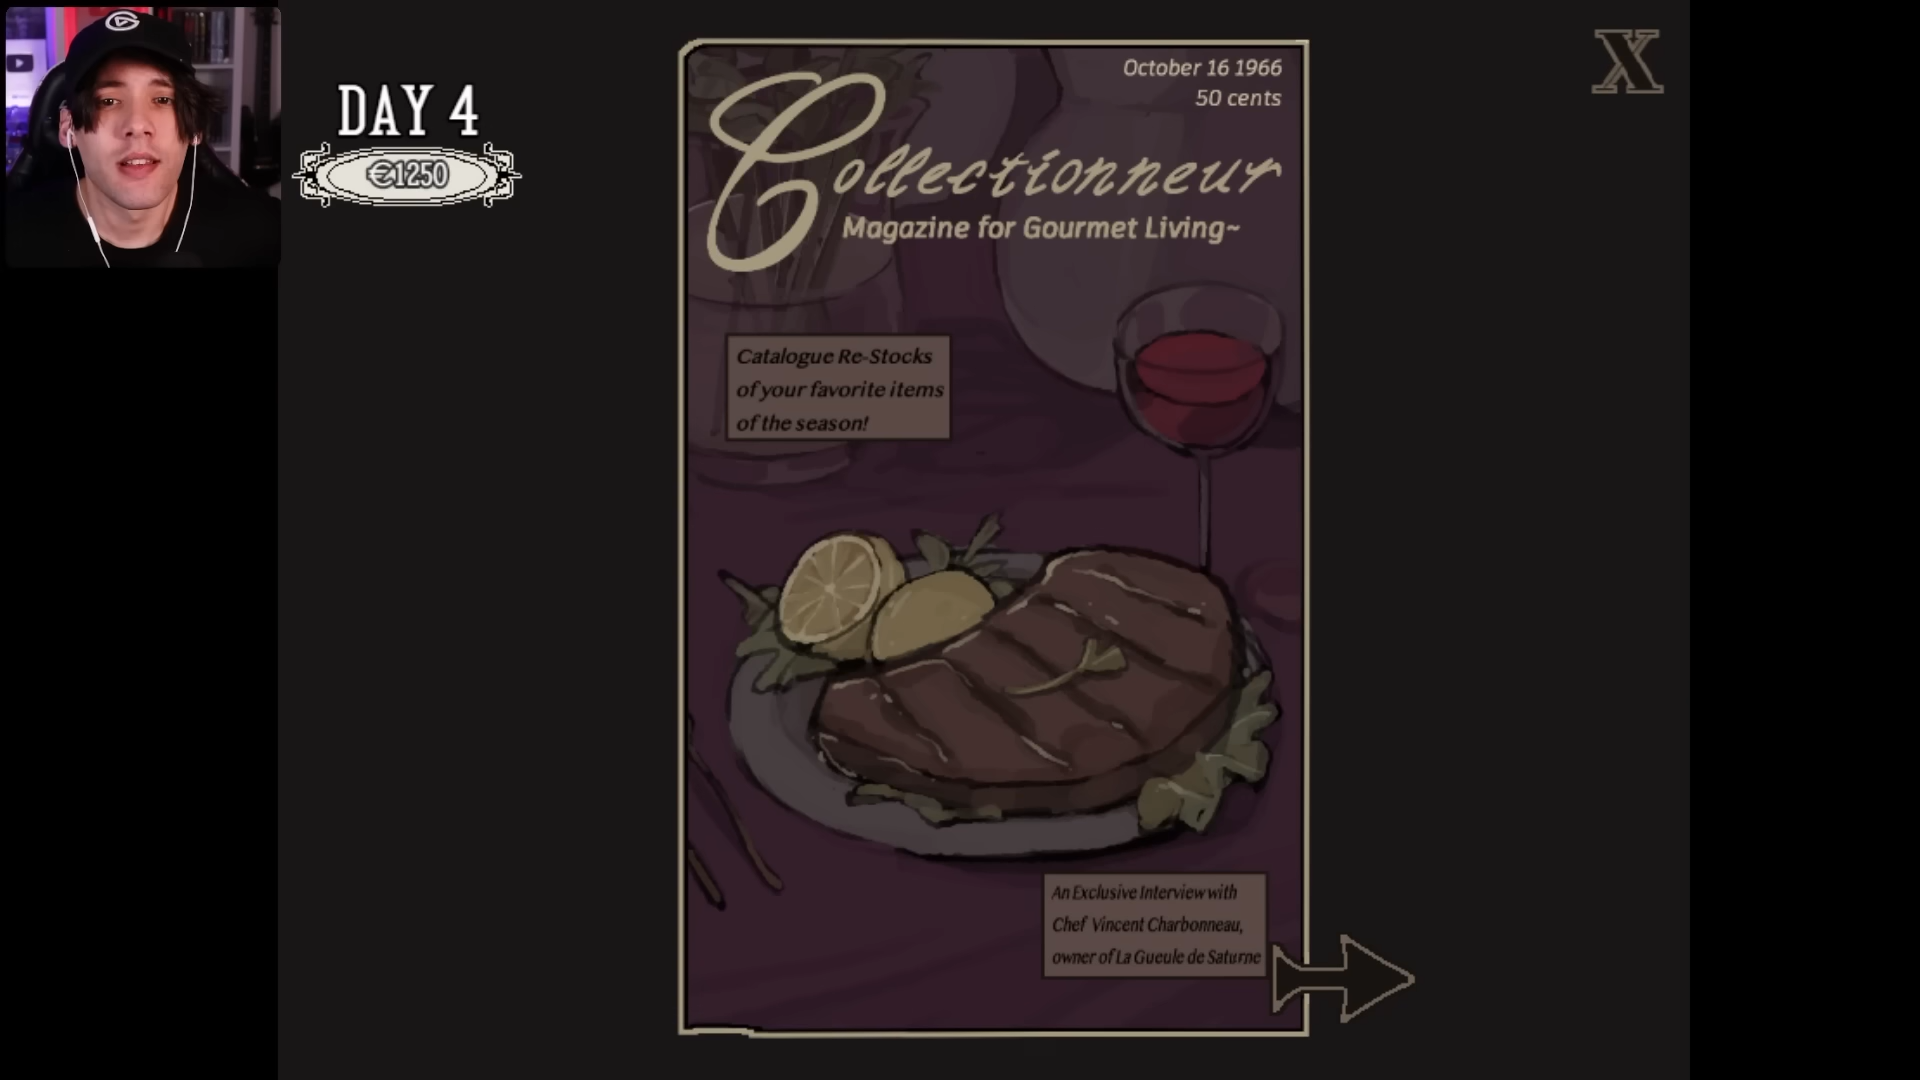 DAY 4
€1250
X
October 16 1966
50 cents
Collectionneur
Magazine for Gourmet Living~
Catalogue Re-Stocks
of your favorite items
of the season!
An Exclusive Interview with
Chef Vincent Charbonneau,
owner of La Gueule de Saturne